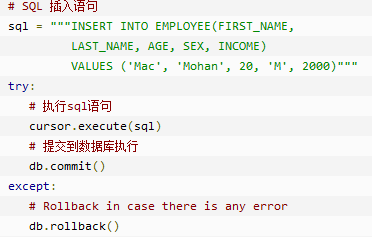 # SQL 插入语句
sql = """INSERT INTO EMPLOYEE(FIRST_NAME,
         LAST_NAME, AGE, SEX, INCOME)
         VALUES ('Mac', 'Mohan', 20, 'M', 2000)"""
try:
   # 执行sql语句
   cursor.execute(sql)
   # 提交到数据库执行
   db.commit()
except:
   # Rollback in case there is any error
   db.rollback()